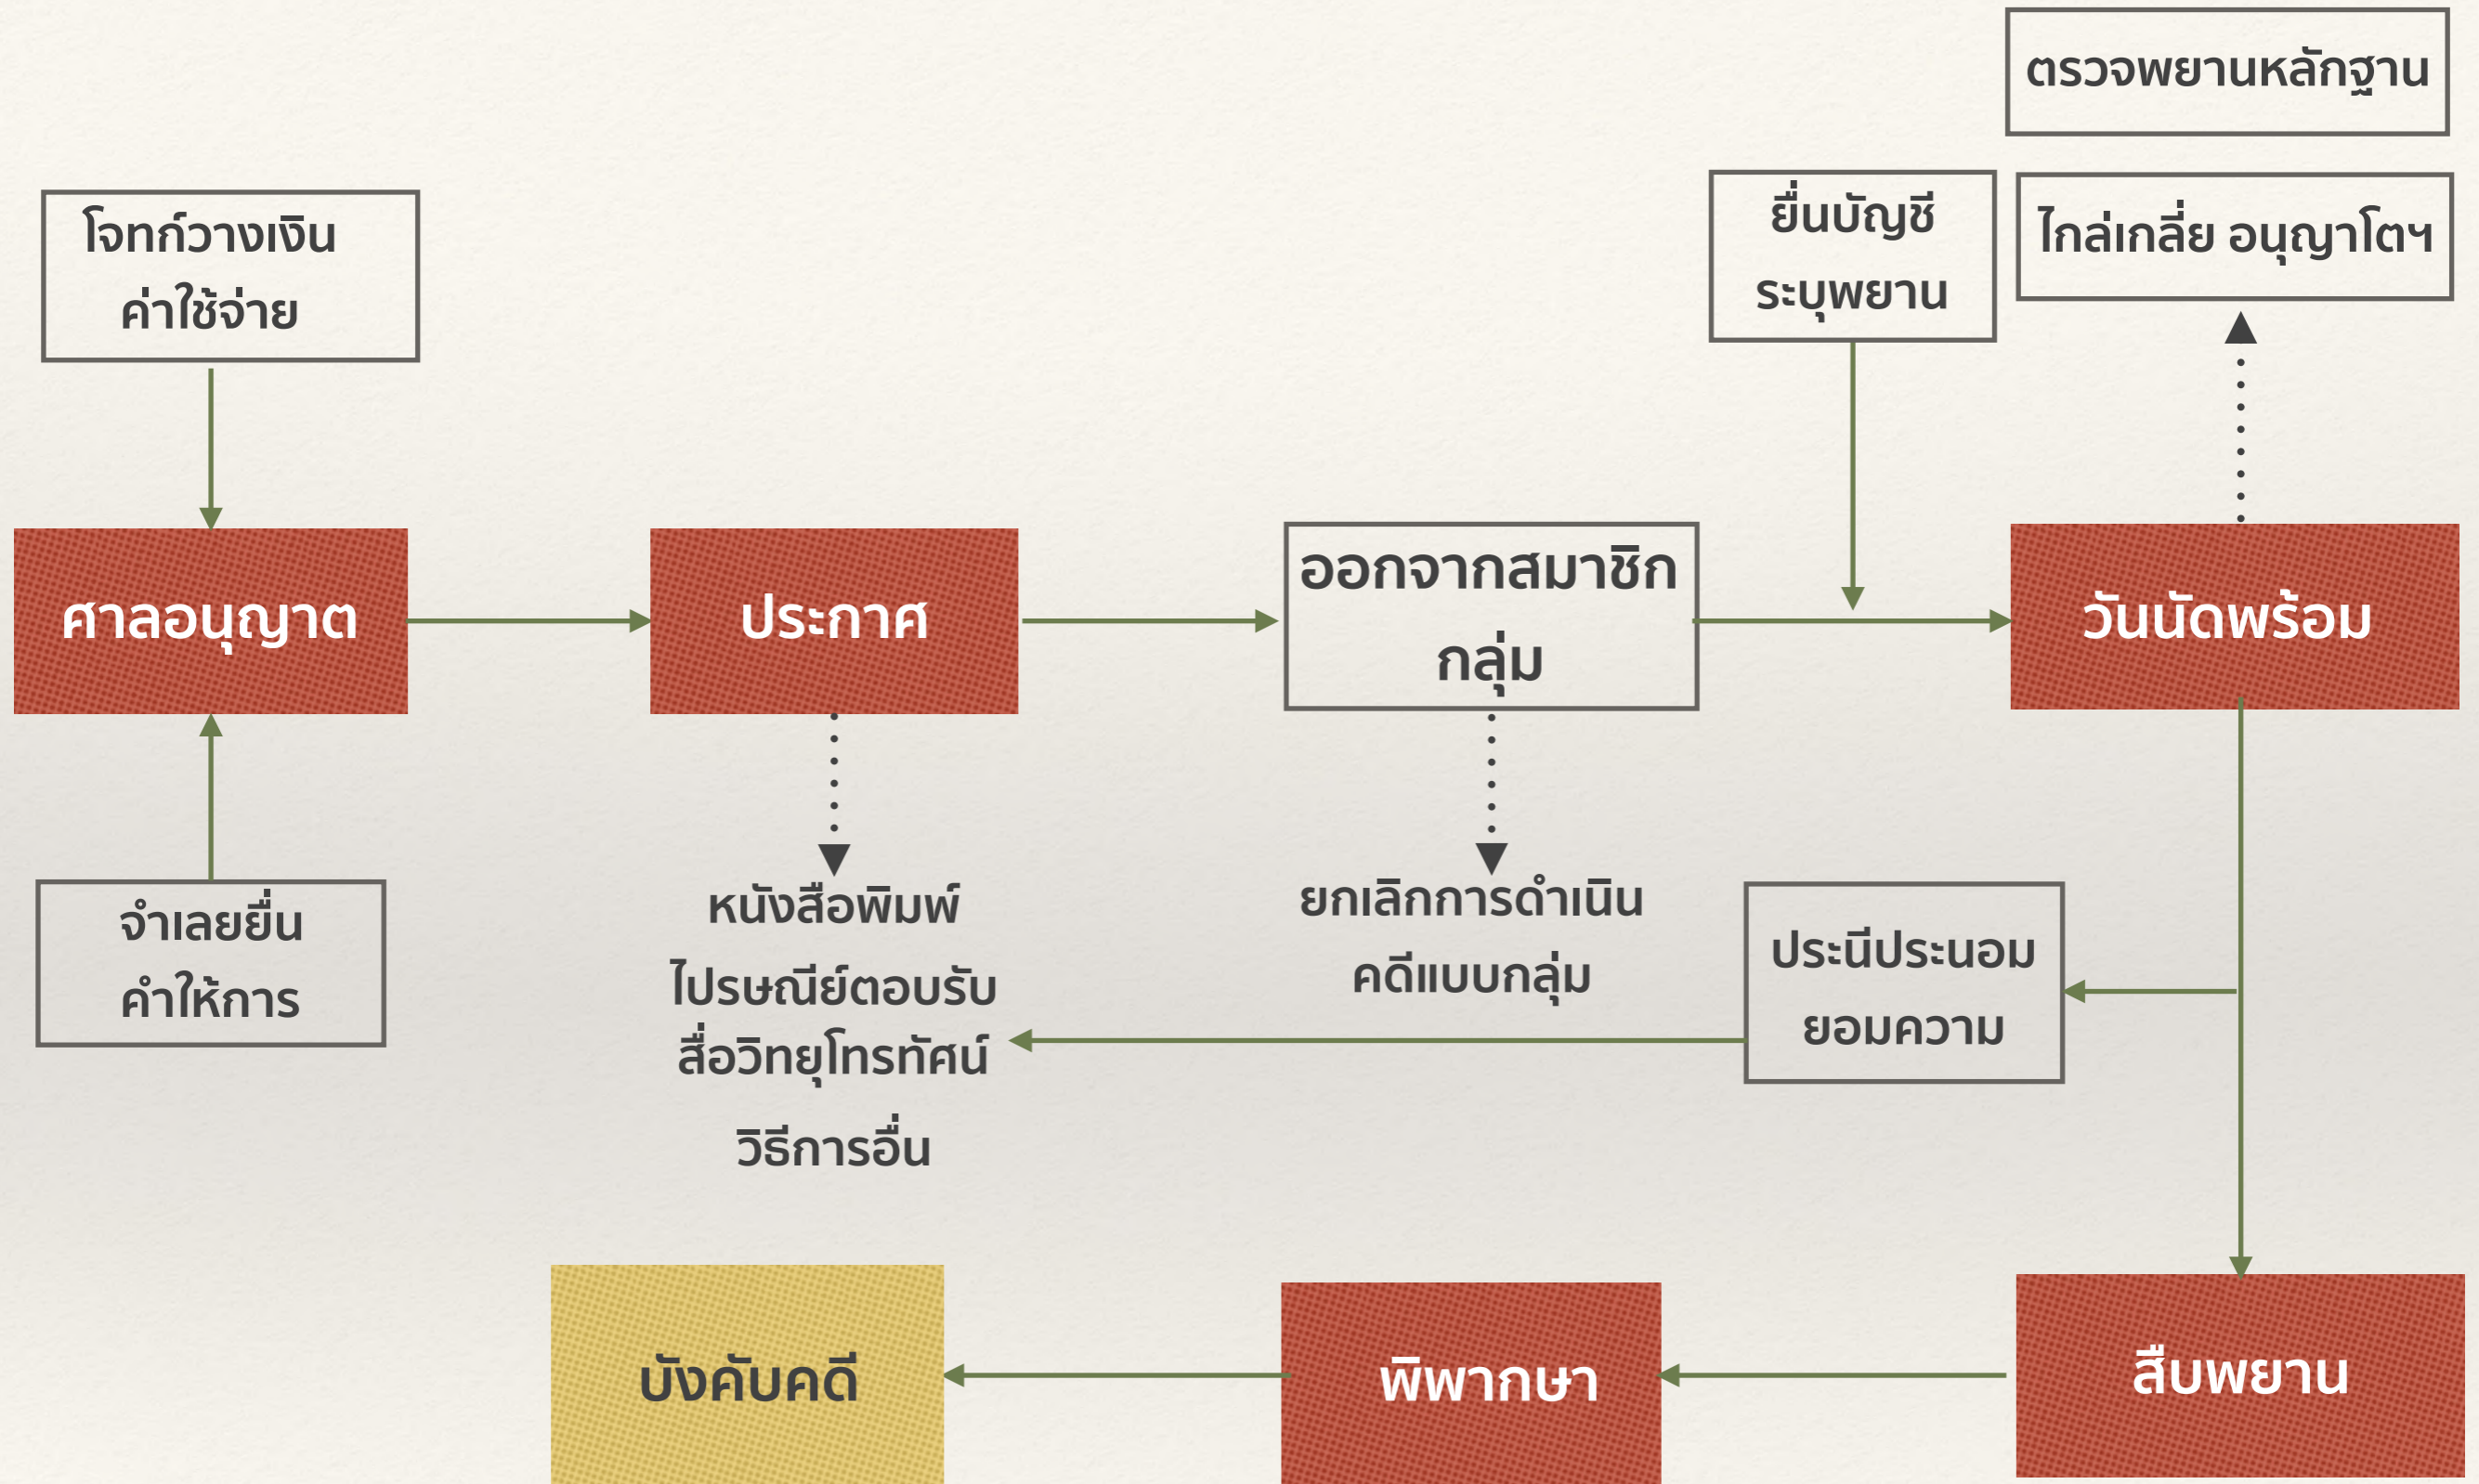 ตรวจพยานหลักฐาน
โจทก์วางเงิน
ค่าใช้จ่าย
ยื่นบัญชี
ระบุพยาน
ไกล่เกลี่ย อนุญาโตฯ
ศาลอนุญาต
ประกาศ
ออกจากสมาชิก
กลุ่ม
วันนัดพร้อม
จำเลยยื่น
คำให้การ
หนังสือพิมพ์
ไปรษณีย์ตอบรับ
สื่อวิทยุโทรทัศน์
วิธีการอื่น
ยกเลิกการดำเนิน
คดีแบบกลุ่ม
ประนีประนอม
ยอมความ
บังคับคดี
พิพากษา
สืบพยาน